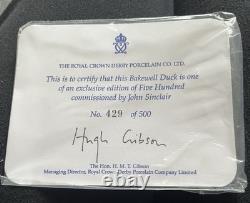 THE ROYAL CROWN DERBY PORCELAIN CO. LTD.
This is to certify that this Bakewell Duck is one
of an exclusive edition of Five Hundred
commissioned by John Sinclair
No. 429 of 500
Hugh Gibson
The Hon. H. M. T. Gibson
Managing Director, Royal Crown Derby Porcelain Company Limited